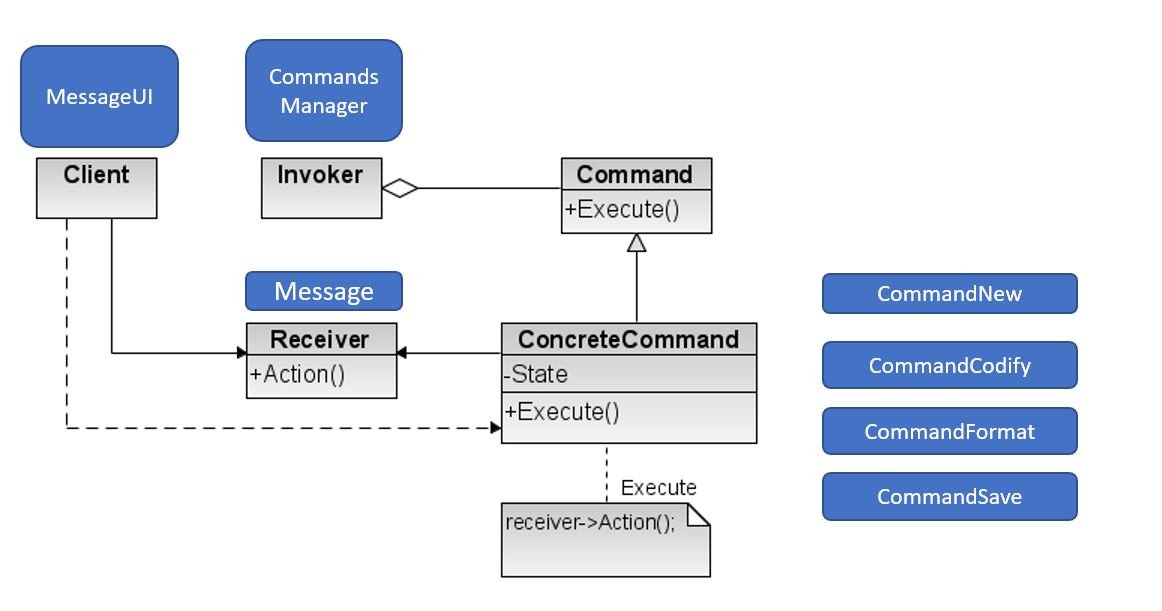 MessageUI
Commands
Manager
Client
Invoker
Command
+Execute()
Message
Receiver
+Action()
ConcreteCommand
-State
+Execute()
Execute
receiver->Action();
CommandNew
CommandCodify
CommandFormat
CommandSave